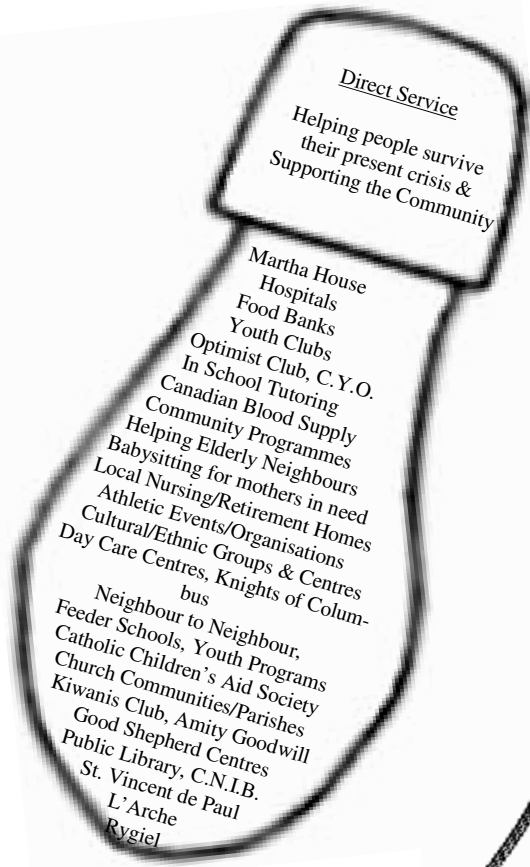 Direct Service
Helping people survive
their present crisis &
Supporting the Community
Martha House
Hospitals
Food Banks
Youth Clubs
Optimist Club, C.Y.O.
In School Tutoring
Canadian Blood Supply
Community Programmes
Helping Elderly Neighbours
Babysitting for mothers in need
Local Nursing/Retirement Homes
Athletic Events/Organisations
Cultural/Ethnic Groups & Centres
Day Care Centres, Knights of Colum-
bus
Neighbour to Neighbour,
Feeder Schools, Youth Programs
Catholic Children's Aid Society
Church Communities/Parishes
Kiwanis Club, Amity Goodwill
Good Shepherd Centres
Public Library, C.N.I.B.
St. Vincent de Paul
L'Arche
Rygiel